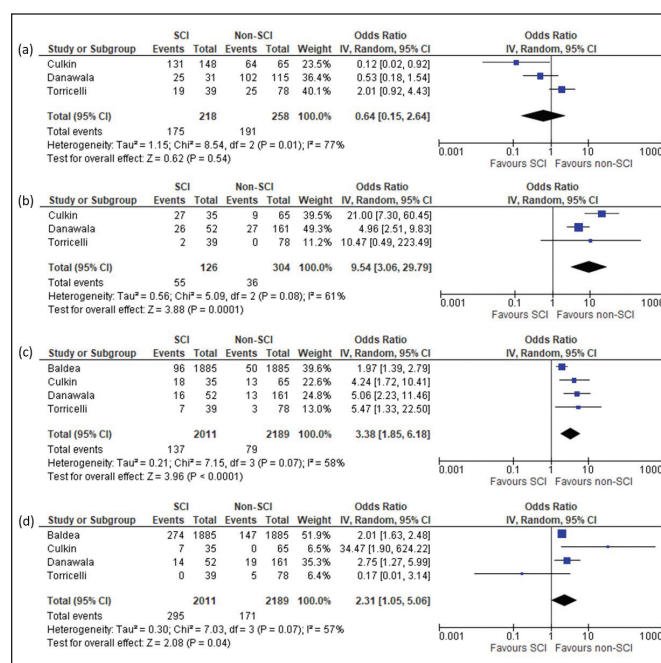 (a)
SCI Non-SCI Odds Ratio Odds Ratio
Study or Subgroup Events Total Events Total Weight IV, Random, 95% CI IV, Random, 95% CI
Culkin 131 148 64 65 23.5% 0.12 [0.02, 0.92]
Danawala 25 31 102 115 36.4% 0.53 [0.18, 1.54]
Torricelli 19 39 25 78 40.1% 2.01 [0.92, 4.43]
Total (95% CI) 218 258 100.0% 0.64 [0.15, 2.64]
Total events 175 191
Heterogeneity: Tau² = 1.15; Chi² = 8.54, df = 2 (P = 0.01); I² = 77%
Test for overall effect: Z = 0.62 (P = 0.54)
0.001 0.1 1 10 1000
Favours SCI Favours non-SCI
(b)
SCI Non-SCI Odds Ratio Odds Ratio
Study or Subgroup Events Total Events Total Weight IV, Random, 95% CI IV, Random, 95% CI
Culkin 27 35 9 65 39.5% 21.00 [7.30, 60.45]
Danawala 26 52 27 161 49.3% 4.96 [2.51, 9.83]
Torricelli 2 39 0 78 11.2% 10.47 [0.49, 223.49]
Total (95% CI) 126 304 100.0% 9.54 [3.06, 29.79]
Total events 55 36
Heterogeneity: Tau² = 0.56; Chi² = 5.09, df = 2 (P = 0.08); I² = 61%
Test for overall effect: Z = 3.88 (P = 0.0001)
0.001 0.1 1 10 1000
Favours SCI Favours non-SCI
(c)
SCI Non-SCI Odds Ratio Odds Ratio
Study or Subgroup Events Total Events Total Weight IV, Random, 95% CI IV, Random, 95% CI
Baldea 96 1885 50 1885 39.6% 1.97 [1.39, 2.79]
Culkin 18 35 13 65 22.6% 4.24 [1.72, 10.41]
Danawala 16 52 13 161 24.8% 5.06 [2.23, 11.46]
Torricelli 7 39 3 78 13.0% 5.47 [1.33, 22.50]
Total (95% CI) 2011 2189 100.0% 3.38 [1.85, 6.18]
Total events 137 79
Heterogeneity: Tau² = 0.21; Chi² = 7.15, df = 3 (P = 0.07); I² = 58%
Test for overall effect: Z = 3.96 (P < 0.0001)
0.001 0.1 1 10 1000
Favours SCI Favours non-SCI
(d)
SCI Non-SCI Odds Ratio Odds Ratio
Study or Subgroup Events Total Events Total Weight IV, Random, 95% CI IV, Random, 95% CI
Baldea 274 1885 147 1885 51.9% 2.01 [1.63, 2.48]
Culkin 7 35 0 65 6.5% 34.47 [1.90, 624.22]
Danawala 14 52 19 161 35.3% 2.75 [1.27, 5.99]
Torricelli 0 39 5 78 6.4% 0.17 [0.01, 3.14]
Total (95% CI) 2011 2189 100.0% 2.31 [1.05, 5.06]
Total events 295 171
Heterogeneity: Tau² = 0.30; Chi² = 7.03, df = 3 (P = 0.07); I² = 57%
Test for overall effect: Z = 2.08 (P = 0.04)
0.001 0.1 1 10 1000
Favours SCI Favours non-SCI